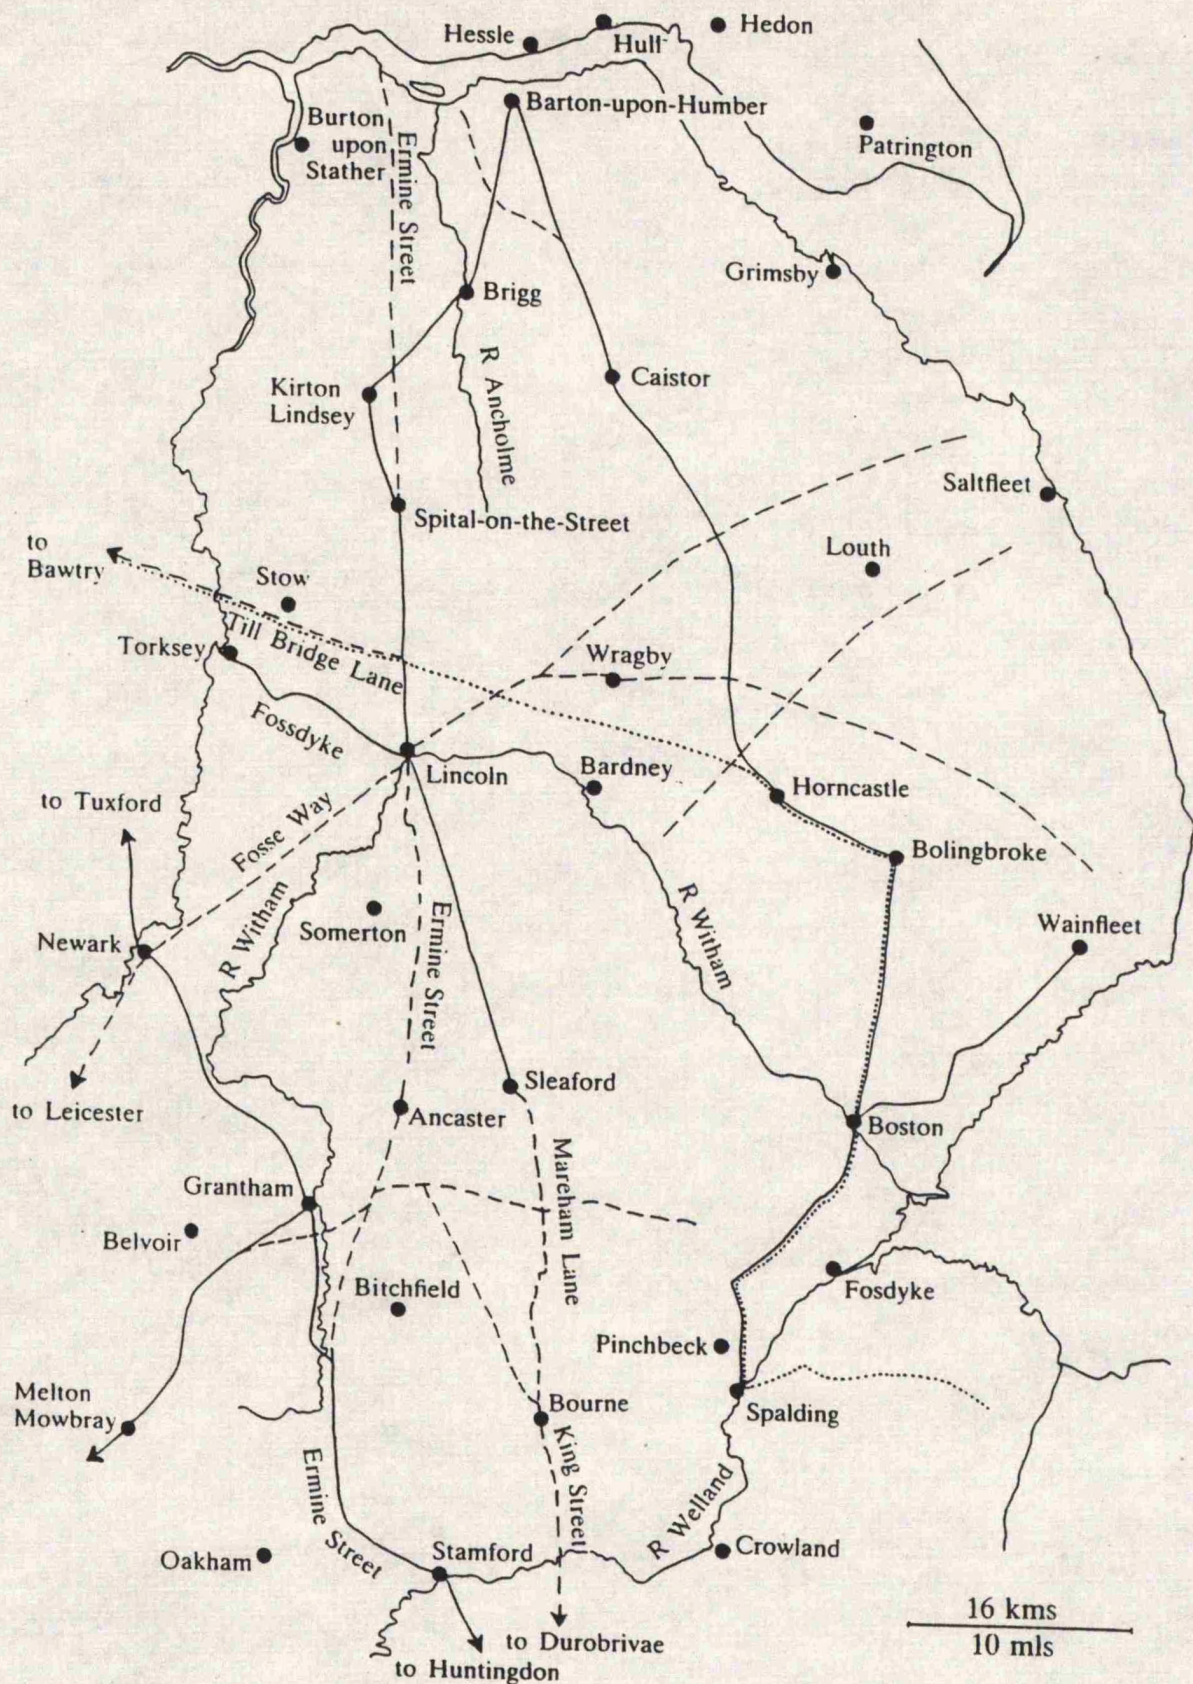 Hessle
Hull
Hedon
Barton-upon-Humber
Burton
upon
Stather
Ermine Street
Patrington
Grimsby
Brigg
R Ancholme
Kirton
Lindsey
Caistor
Saltfleet
Spital-on-the-Street
to
Bawtry
Stow
Louth
Torksey
Till Bridge Lane
Wragby
Fossdyke
Lincoln
Bardney
Horncastle
to Tuxford
Fosse Way
Bolingbroke
R Witham
Somerton
Ermine Street
R Witham
Wainfleet
Newark
to Leicester
Sleaford
Ancaster
Boston
Mareham Lane
Grantham
Belvoir
Bitchfield
Fosdyke
Pinchbeck
Melton
Mowbray
Bourne
Spalding
Ermine Street
King Street
R Welland
Oakham
Stamford
Crowland
16 kms
10 mls
to Durobrivae
to Huntingdon